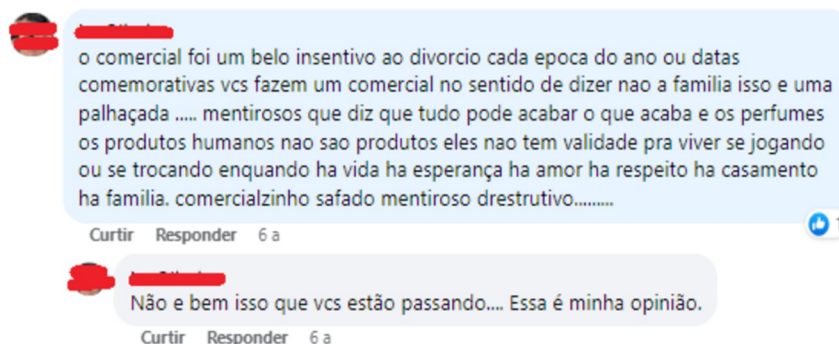 o comercial foi um belo insentivo ao divorcio cada epoca do ano ou datas
comemorativas vcs fazem um comercial no sentido de dizer nao a familia isso e uma
palhaçada ..... mentirosos que diz que tudo pode acabar o que acaba e os perfumes
os produtos humanos nao sao produtos eles nao tem validade pra viver se jogando
ou se trocando enquando ha vida ha esperança ha amor ha respeito ha casamento
ha familia. comercialzinho safado mentiroso drestrutivo.........
Curtir Responder 6 a
Não e bem isso que vcs estão passando.... Essa é minha opinião.
Curtir Responder 6 a